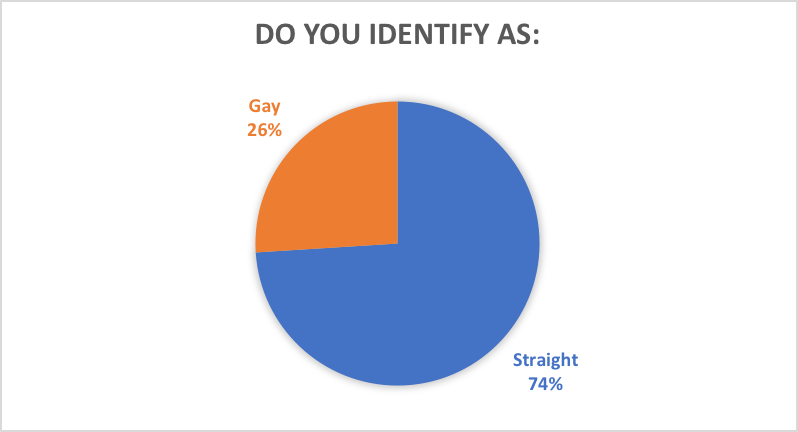 DO YOU IDENTIFY AS:
Gay
26%
Straight
74%